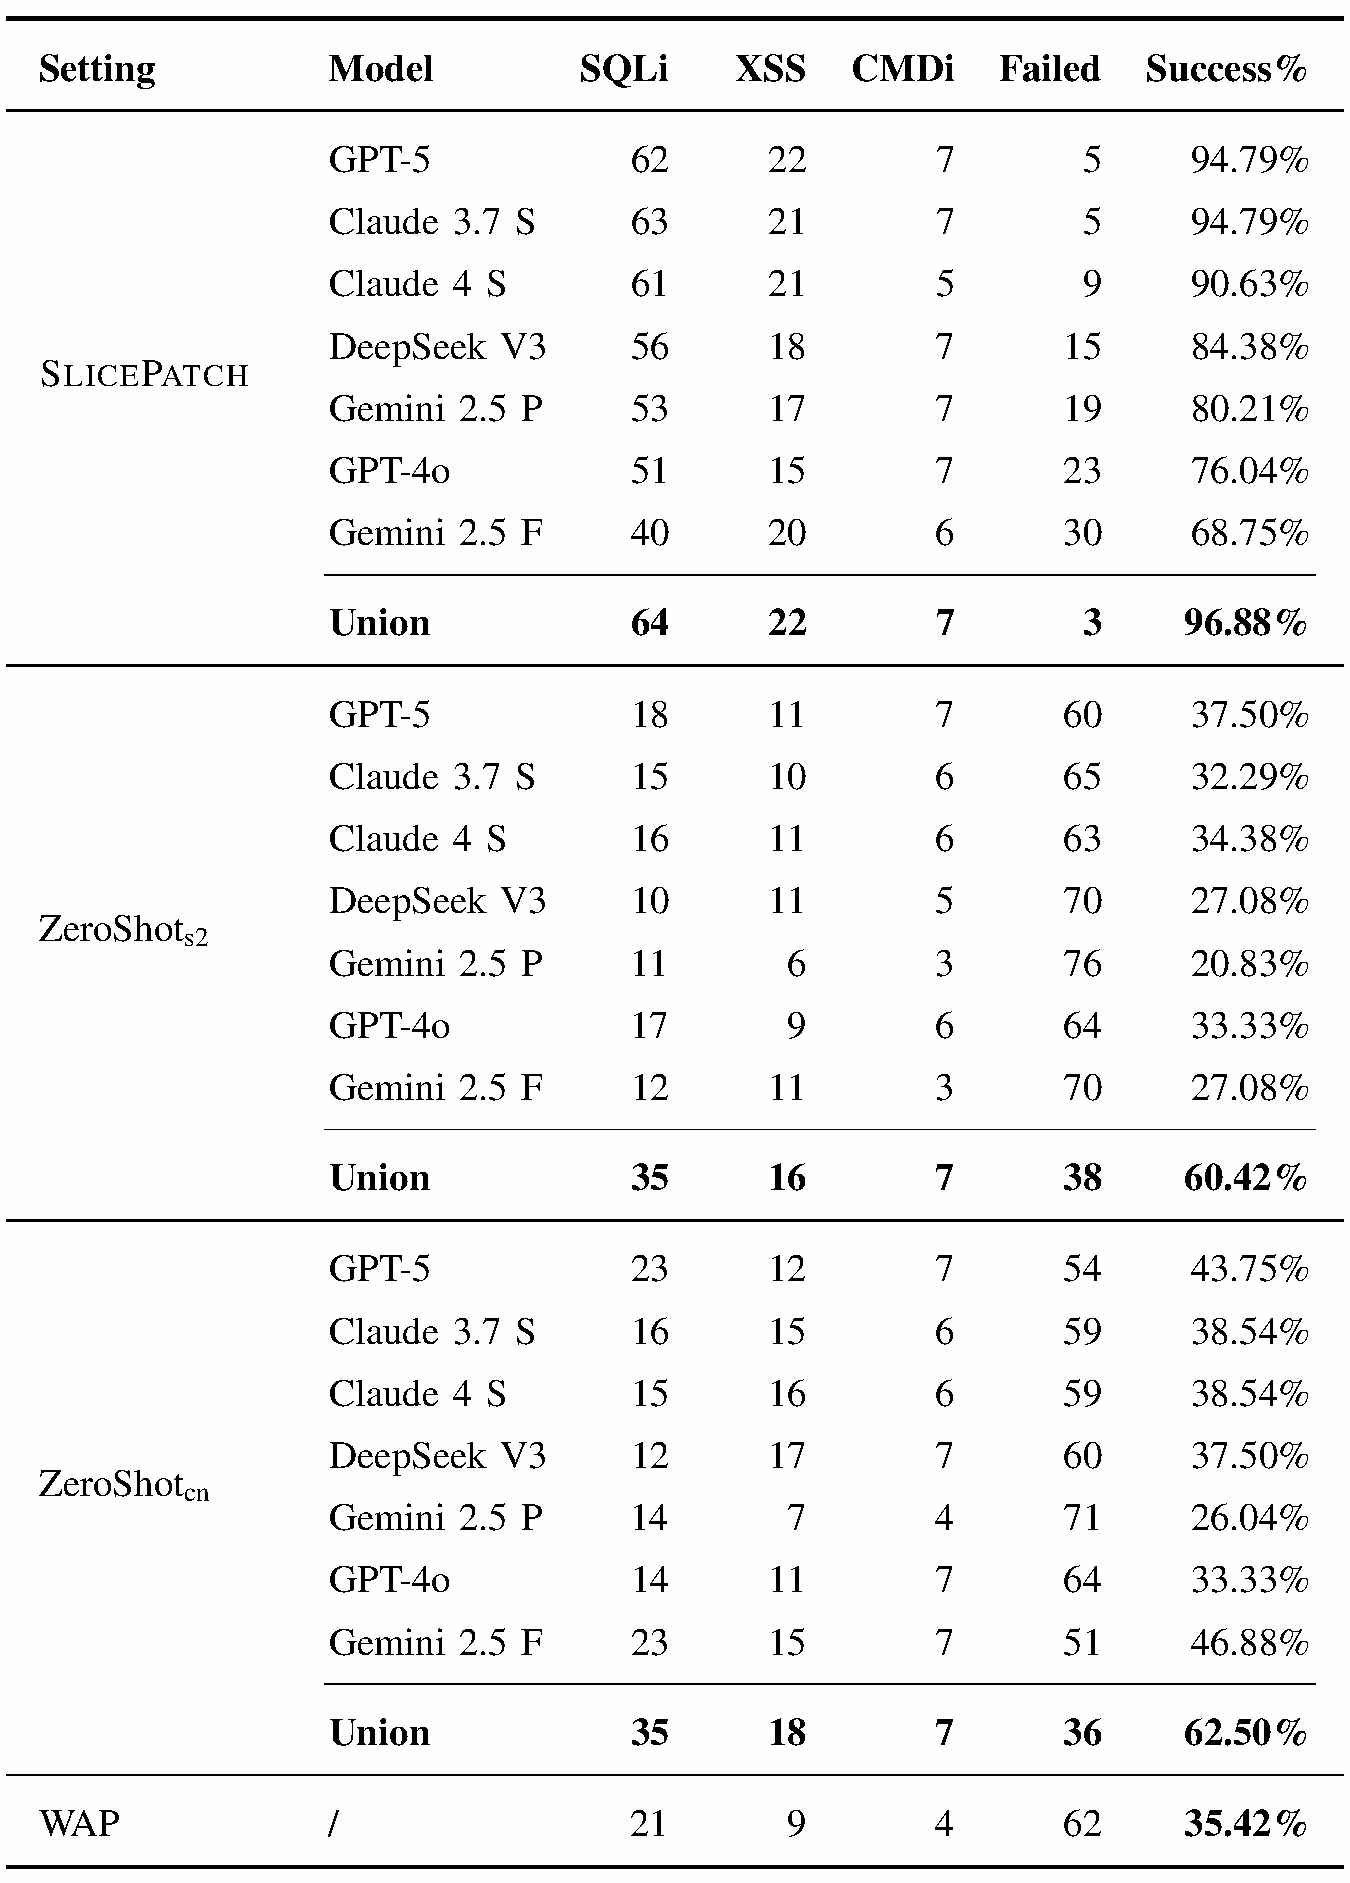 Setting Model SQLi XSS CMDi Failed Success%
GPT-5 62 22 7 5 94.79%
Claude 3.7 S 63 21 7 5 94.79%
Claude 4 S 61 21 5 9 90.63%
DeepSeek V3 56 18 7 15 84.38%
SLICEPATCH
Gemini 2.5 P 53 17 7 19 80.21%
GPT-4o 51 15 7 23 76.04%
Gemini 2.5 F 40 20 6 30 68.75%
Union 64 22 7 3 96.88%
GPT-5 18 11 7 60 37.50%
Claude 3.7 S 15 10 6 65 32.29%
Claude 4 S 16 11 6 63 34.38%
DeepSeek V3 10 11 5 70 27.08%
ZeroShots2
Gemini 2.5 P 11 6 3 76 20.83%
GPT-4o 17 9 6 64 33.33%
Gemini 2.5 F 12 11 3 70 27.08%
Union 35 16 7 38 60.42%
GPT-5 23 12 7 54 43.75%
Claude 3.7 S 16 15 6 59 38.54%
Claude 4 S 15 16 6 59 38.54%
DeepSeek V3 12 17 7 60 37.50%
ZeroShotcn
Gemini 2.5 P 14 7 4 71 26.04%
GPT-4o 14 11 7 64 33.33%
Gemini 2.5 F 23 15 7 51 46.88%
Union 35 18 7 36 62.50%
WAP / 21 9 4 62 35.42%